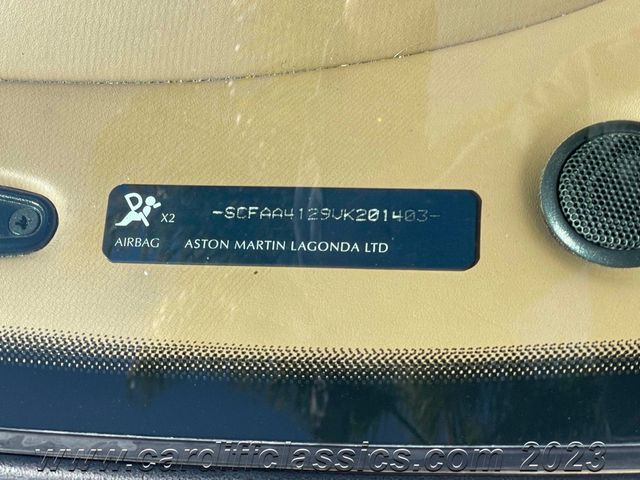 X2 -SCFAA4129VK201403-
AIRBAG ASTON MARTIN LAGONDA LTD
www.cardiffclassics.com © 2023